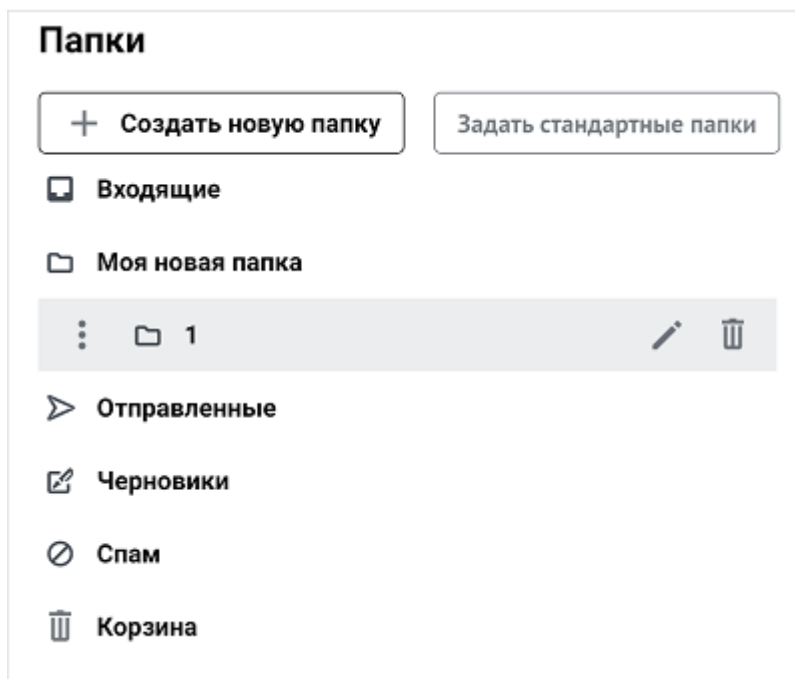 Папки
Создать новую папку
Задать стандартные папки
Входящие
Моя новая папка
1
Отправленные
Черновики
Спам
Корзина